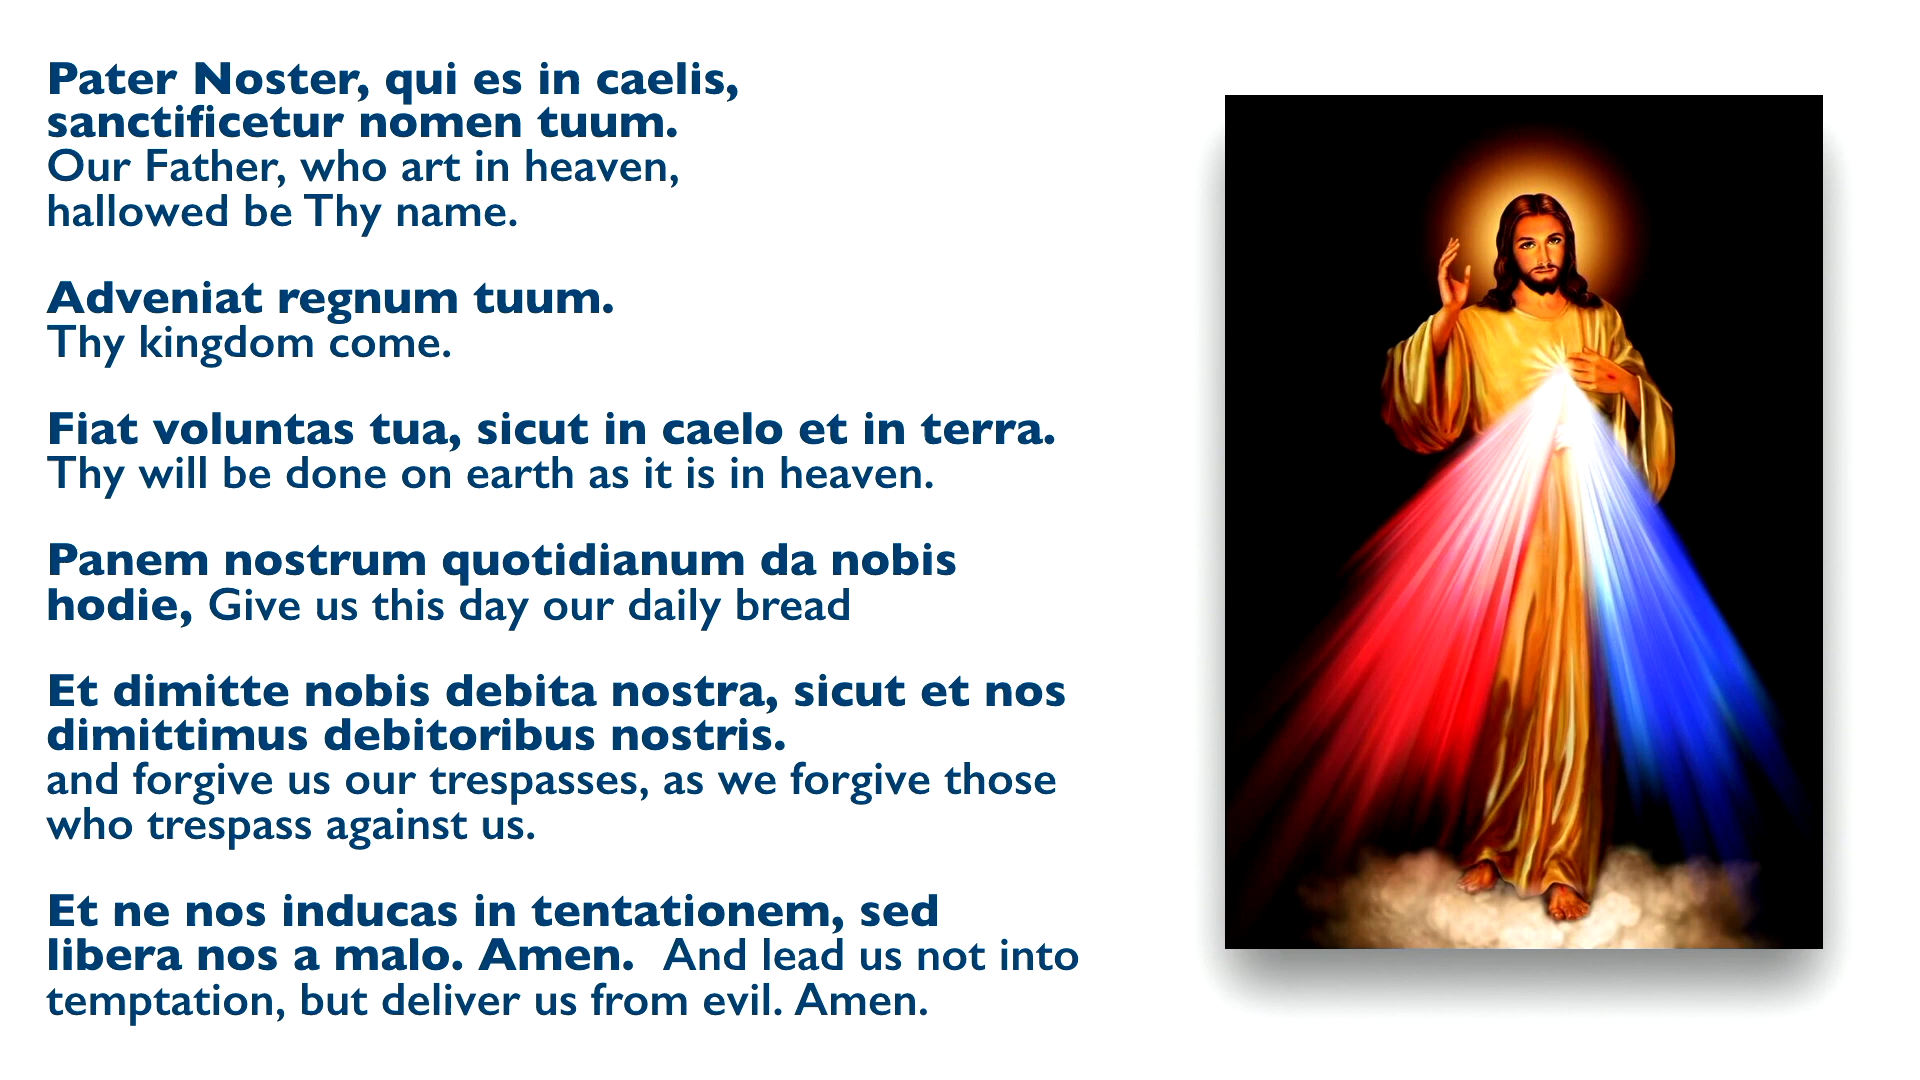 Pater Noster, qui es in caelis,
sanctificetur nomen tuum.
Our Father, who art in heaven,
hallowed be Thy name.
Adveniat regnum tuum.
Thy kingdom come.
Fiat voluntas tua, sicut in caelo et in terra.
Thy will be done on earth as it is in heaven.
Panem nostrum quotidianum da nobis
hodie, Give us this day our daily bread
Et dimitte nobis debita nostra, sicut et nos
dimittimus debitoribus nostris.
and forgive us our trespasses, as we forgive those
who trespass against us.
Et ne nos inducas in tentationem, sed
libera nos a malo. Amen. And lead us not into
temptation, but deliver us from evil. Amen.